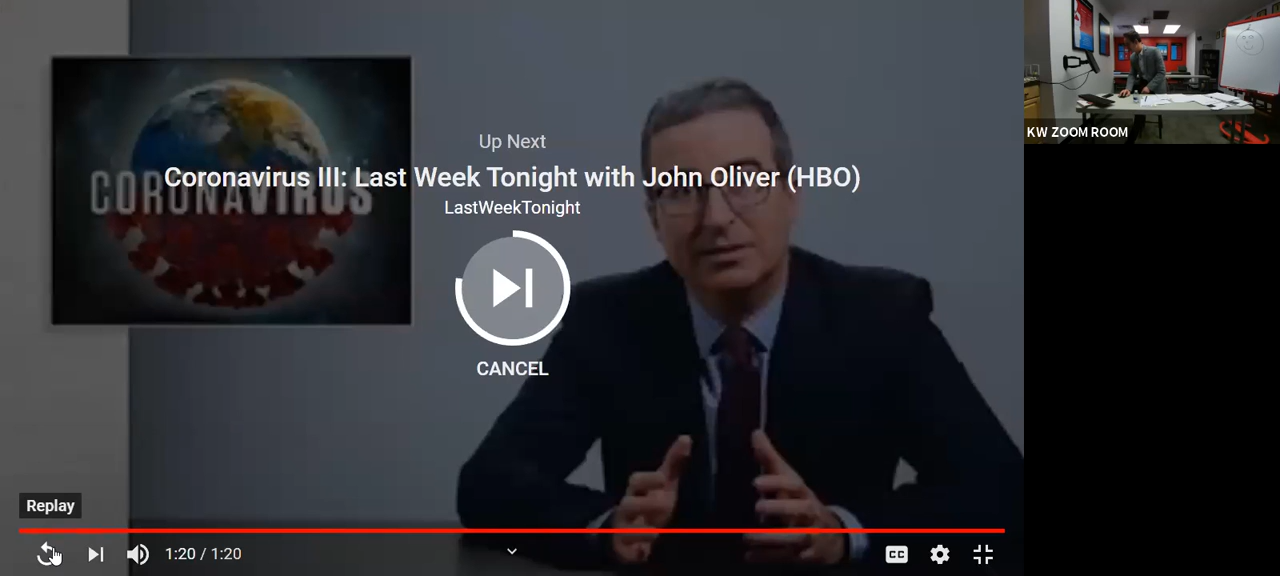 Up Next
Coronavirus III: Last Week Tonight with John Oliver (HBO)
LastWeekTonight
CORONAVIRUS
CANCEL
Replay
1:20 / 1:20
CC
KW ZOOM ROOM